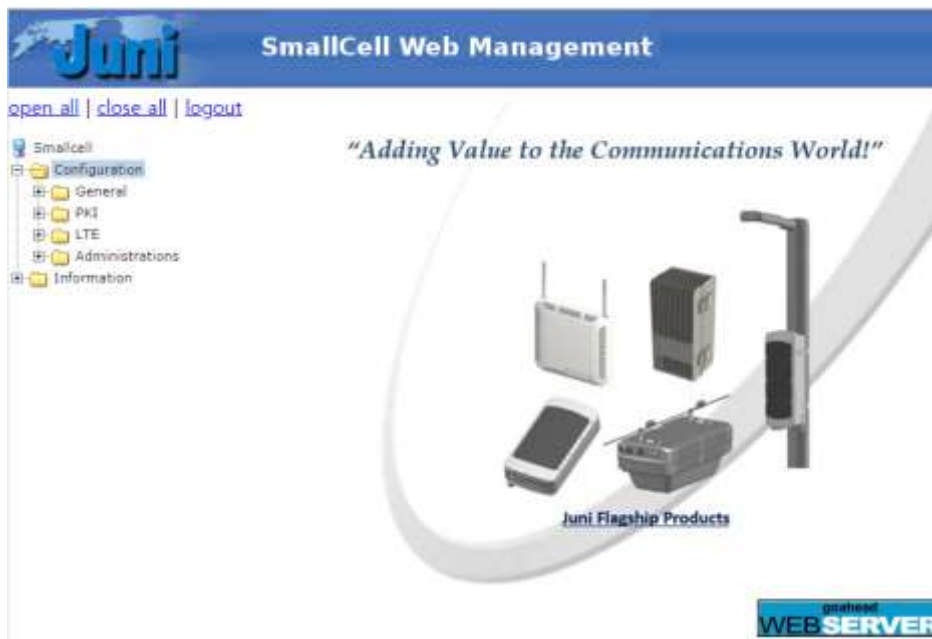 Juni
SmallCell Web Management
open all | close all | logout
Smallcell
"Adding Value to the Communications World!"
Configuration
General
PKI
LTE
Administrations
Information
Juni Flagship Products
goahead
WEBSERVER